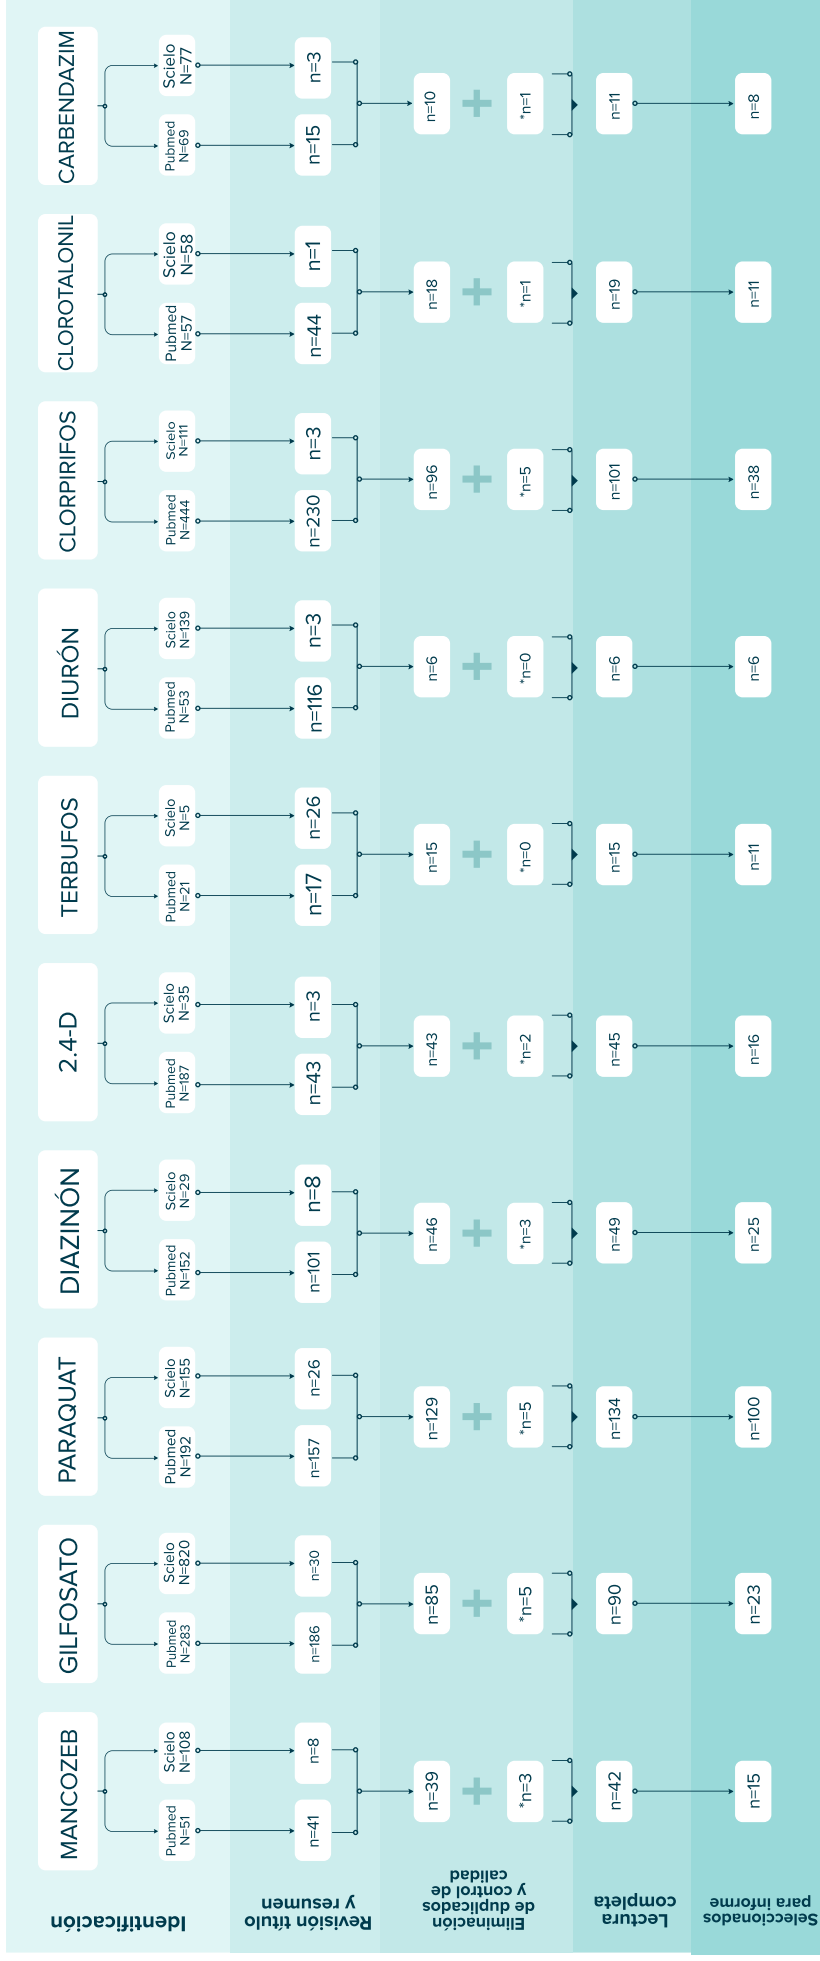 MANCOZEB
Pubmed
N=51
Scielo
N=108
n=41
n=8
n=39
*n=3
n=42
n=15
GILFOSATO
Pubmed
N=283
Scielo
N=820
n=186
n=30
n=85
*n=5
n=90
n=23
PARAQUAT
Pubmed
N=192
Scielo
N=155
n=157
n=26
n=129
*n=5
n=134
n=100
DIAZINÓN
Pubmed
N=152
Scielo
N=29
n=101
n=8
n=46
*n=3
n=49
n=25
2.4-D
Pubmed
N=187
Scielo
N=35
n=43
n=3
n=43
*n=2
n=45
n=16
TERBUFOS
Pubmed
N=21
Scielo
N=5
n=17
n=26
n=15
*n=0
n=15
n=11
DIURÓN
Pubmed
N=53
Scielo
N=139
n=116
n=3
n=6
*n=0
n=6
n=6
CLORPIRIFOS
Pubmed
N=444
Scielo
N=111
n=230
n=3
n=96
*n=5
n=101
n=38
CLOROTALONIL
Pubmed
N=57
Scielo
N=58
n=44
n=1
n=18
*n=1
n=19
n=11
CARBENDAZIM
Pubmed
N=69
Scielo
N=77
n=15
n=3
n=10
*n=1
n=11
n=8
Identificación
Revisión título
y resumen
Eliminación
de duplicados
y control de
calidad
Lectura
completa
Seleccionados
para informe